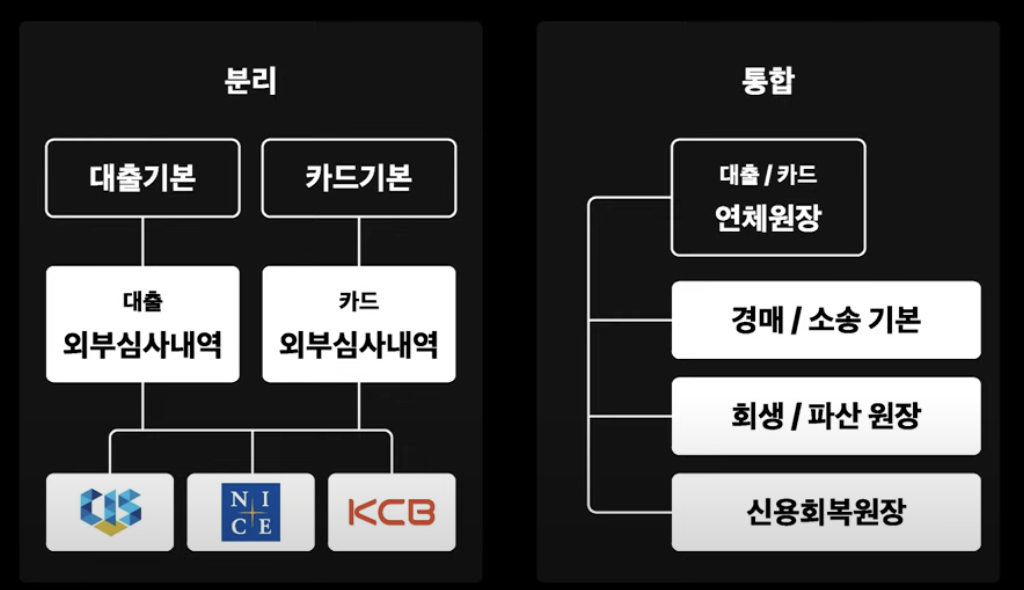 분리
대출기본
카드기본
대출
외부심사내역
카드
외부심사내역
CIS
NICE
KCB
통합
대출 / 카드
연체원장
경매 / 소송 기본
회생 / 파산 원장
신용회복원장